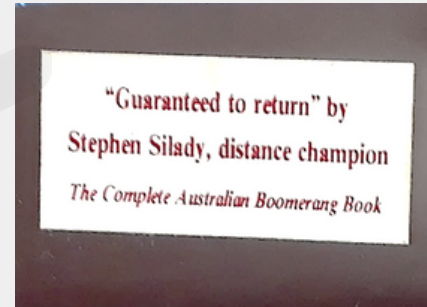 “Guaranteed to return” by
Stephen Silady, distance champion
The Complete Australian Boomerang Book